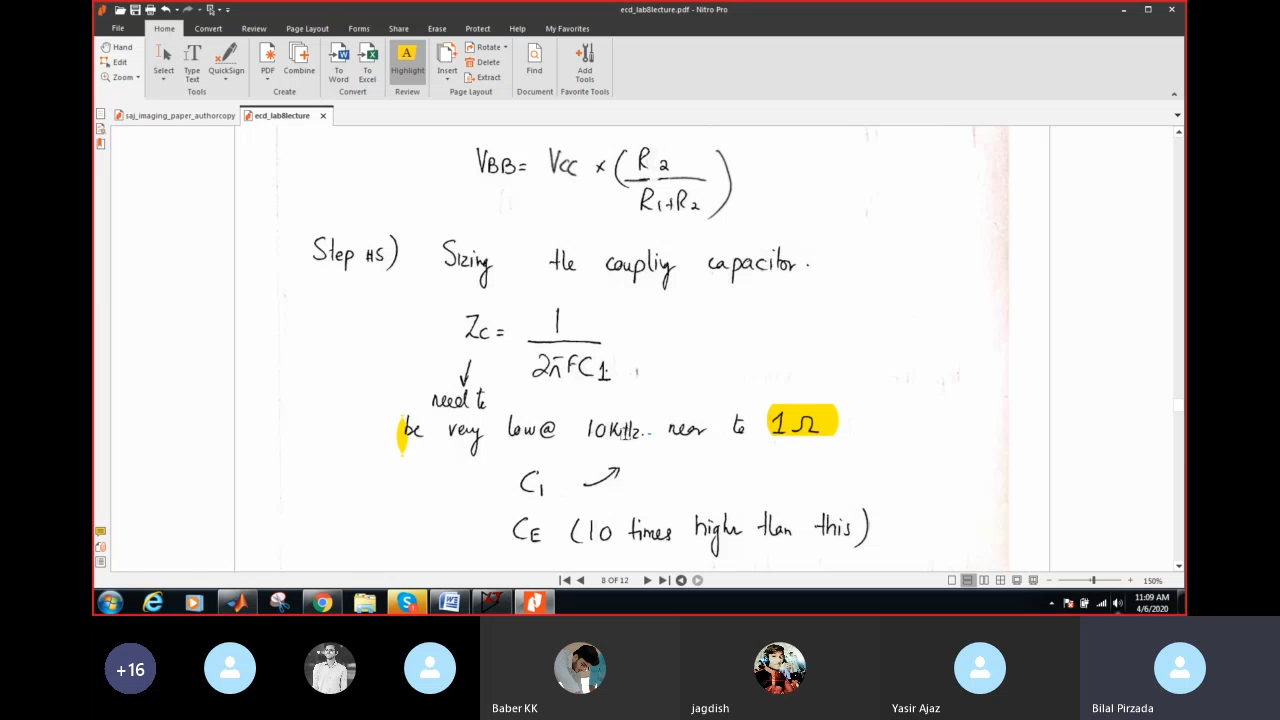 ecd_lab8lecture.pdf - Nitro Pro
File Home Convert Review Page Layout Forms Share Erase Protect Help My Favorites
Hand
Edit
Zoom
Select
Type Text
QuickSign
PDF
Combine
To Word
To Excel
Highlight
Insert
Rotate
Delete
Extract
Find
Add Tools
Tools Create Convert Review Page Layout Document Favorite Tools
saj_imaging_paper_authorcopy ecd_lab8lecture
VBB = VCC × (R2 / R1+R2)
Step #5) Sizing the coupling capacitor.
Zc = 1 / 2πFC1
need to
be very low @ 10KHz.. near to 1Ω
C1
CE (10 times higher than this)
8 OF 12
150%
11:09 AM
4/6/2020
+16
Baber KK jagdish Yasir Ajaz Bilal Pirzada